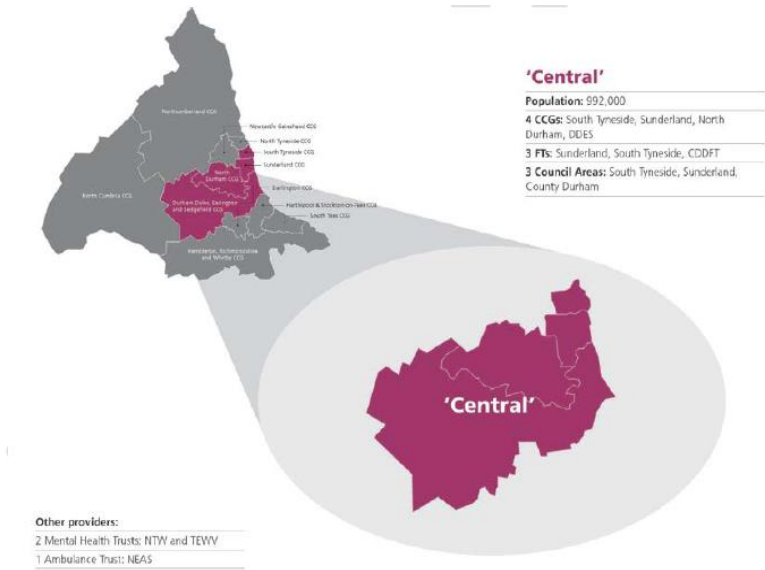 'Central'
Population: 992,000
4 CCGs: South Tyneside, Sunderland, North
Durham, DDES
3 FTs: Sunderland, South Tyneside, CDDFT
3 Council Areas: South Tyneside, Sunderland,
County Durham
Northumberland CCG
Newcastle Gateshead CCG
North Tyneside CCG
South Tyneside CCG
Sunderland CCG
North
Durham CCG
Darlington CCG
North Cumbria CCG
Durham Dales, Easington
and Sedgefield CCG
Hartlepool & Stockton-on-Tees CCG
South Tees CCG
Hambleton, Richmondshire
and Whitby CCG
'Central'
Other providers:
2 Mental Health Trusts: NTW and TEWV
1 Ambulance Trust: NEAS